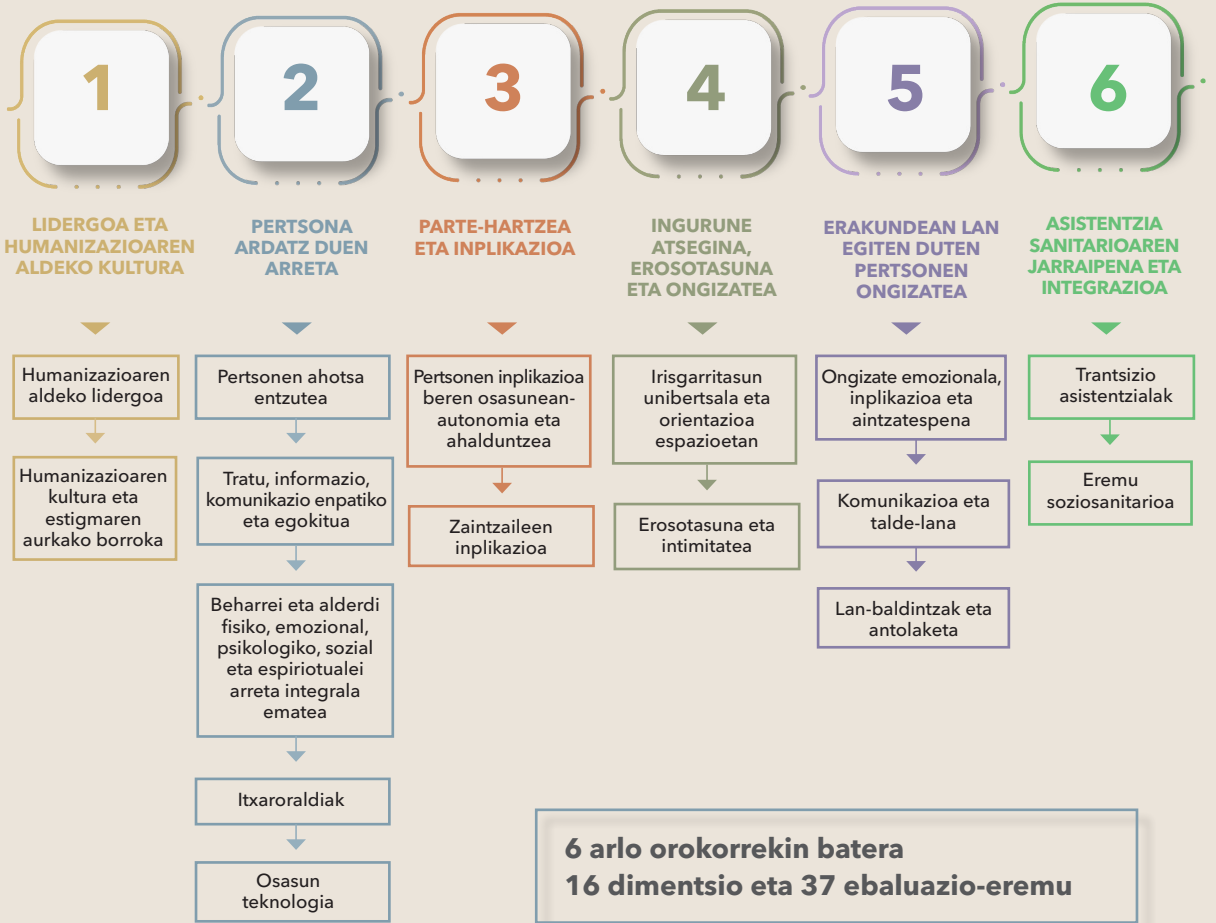 1
LIDERGOA ETA
HUMANIZAZIOAREN
ALDEKO KULTURA
Humanizazioaren
aldeko lidergoa
Humanizazioaren
kultura eta
estigmaren
aurkako borroka
2
PERTSONA
ARDATZ DUEN
ARRETA
Pertsonen ahotsa
entzutea
Tratu, informazio,
komunikazio enpatiko
eta egokitua
Beharrei eta alderdi
fisiko, emozional,
psikologiko, sozial
eta espiriotualei
arreta integrala
ematea
Itxaroraldiak
Osasun
teknologia
3
PARTE-HARTZEA
ETA INPLIKAZIOA
Pertsonen inplikazioa
beren osasunean-
autonomia eta
ahalduntzea
Zaintzaileen
inplikazioa
4
INGURUNE
ATSEGINA,
EROSOTASUNA
ETA ONGIZATEA
Irisgarritasun
unibertsala eta
orientazioa
espazioetan
Erosotasuna eta
intimitatea
5
ERAKUNDEAN LAN
EGITEN DUTEN
PERTSONEN
ONGIZATEA
Ongizate emozionala,
inplikazioa eta
aintzatespena
Komunikazioa eta
talde-lana
Lan-baldintzak eta
antolaketa
6
ASISTENTZIA
SANITARIOAREN
JARRAIPENA ETA
INTEGRAZIOA
Trantsizio
asistentzialak
Eremu
soziosanitarioa
6 arlo orokorrekin batera
16 dimentsio eta 37 ebaluazio-eremu